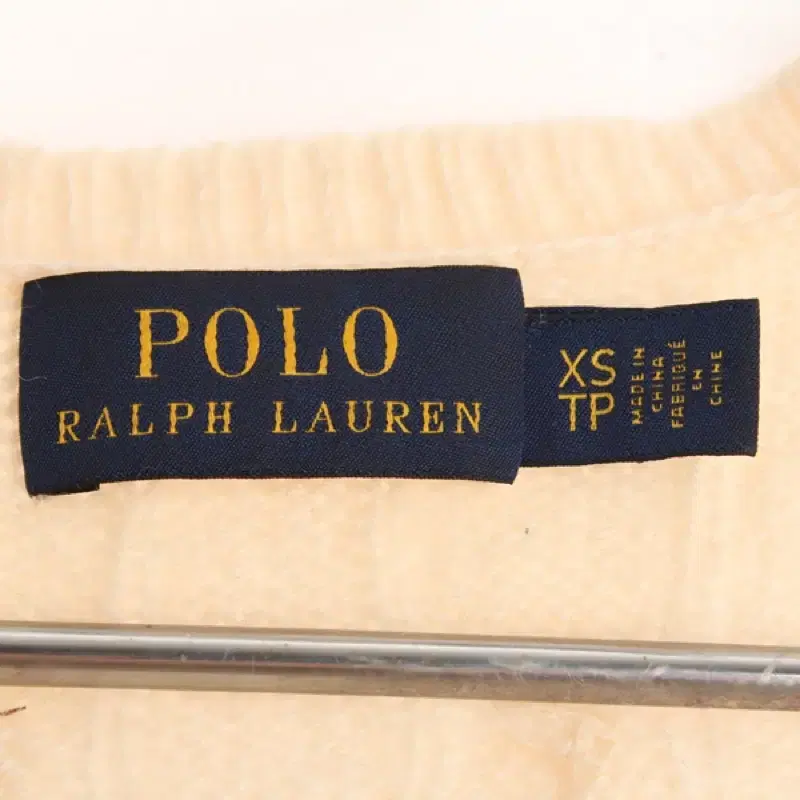 POLO
RALPH LAUREN
XS
TP
MADE IN
CHINA
FABRIQUÉ
EN
CHINE